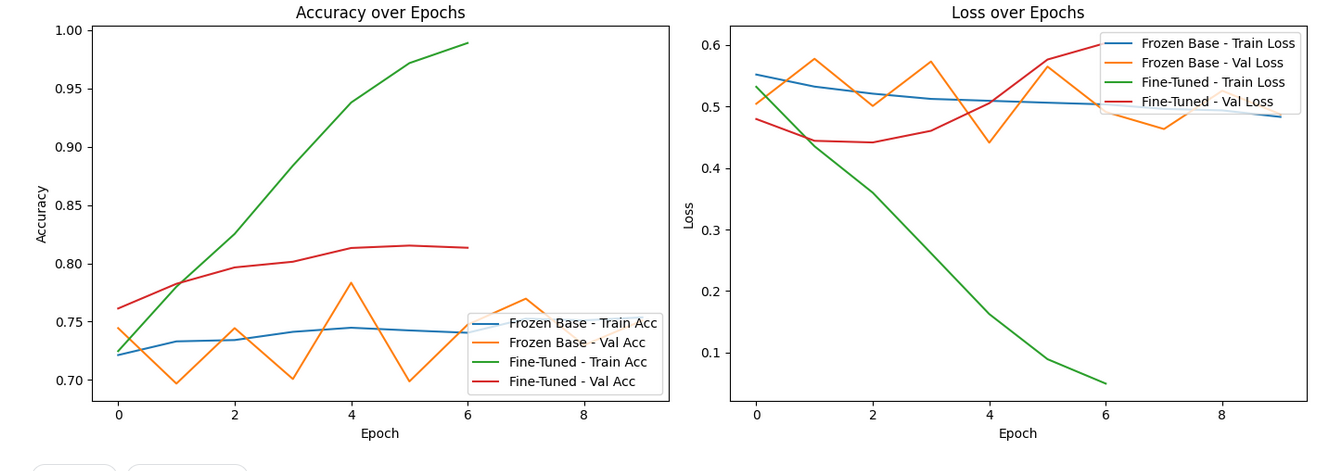 Accuracy over Epochs
1.00
0.95
0.90
0.85
0.80
0.75
0.70
Accuracy
0
2
4
6
8
Epoch
Frozen Base - Train Acc
Frozen Base - Val Acc
Fine-Tuned - Train Acc
Fine-Tuned - Val Acc
Loss over Epochs
0.6
0.5
0.4
0.3
0.2
0.1
Loss
0
2
4
6
8
Epoch
Frozen Base - Train Loss
Frozen Base - Val Loss
Fine-Tuned - Train Loss
Fine-Tuned - Val Loss